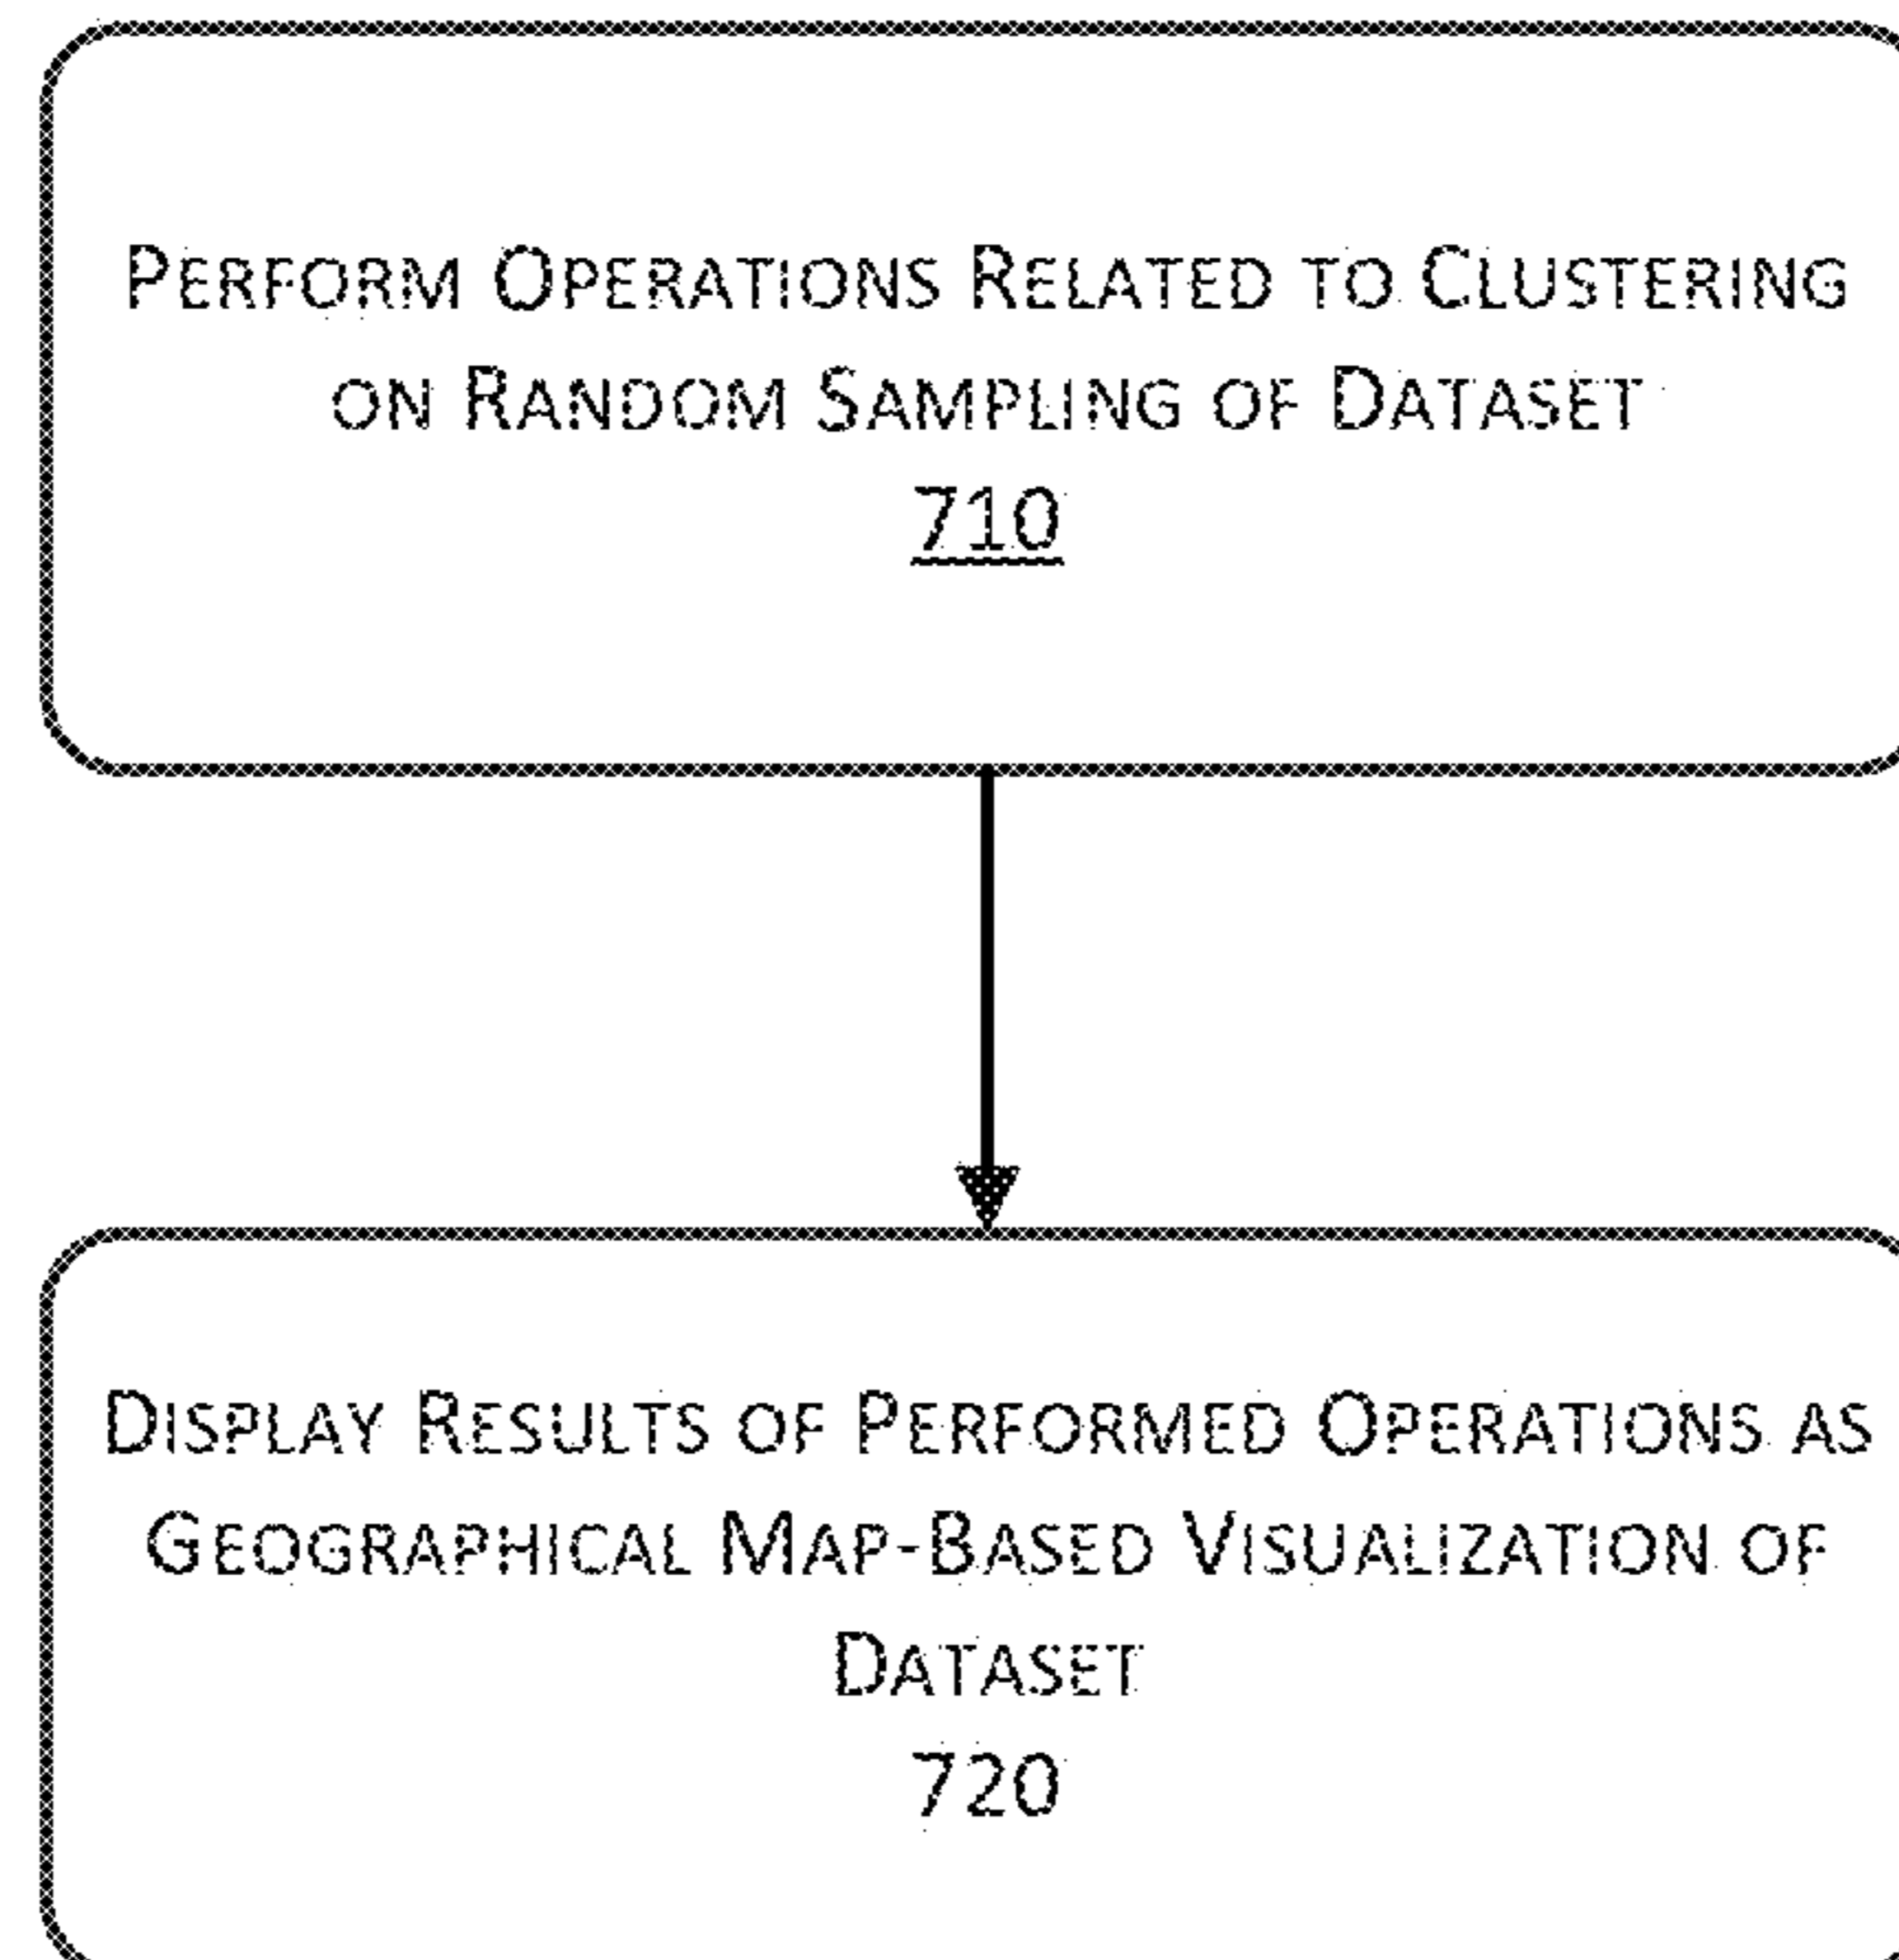 Perform Operations Related to Clustering
on Random Sampling of Dataset
710
Display Results of Performed Operations as
Geographical Map-Based Visualization of
Dataset
720